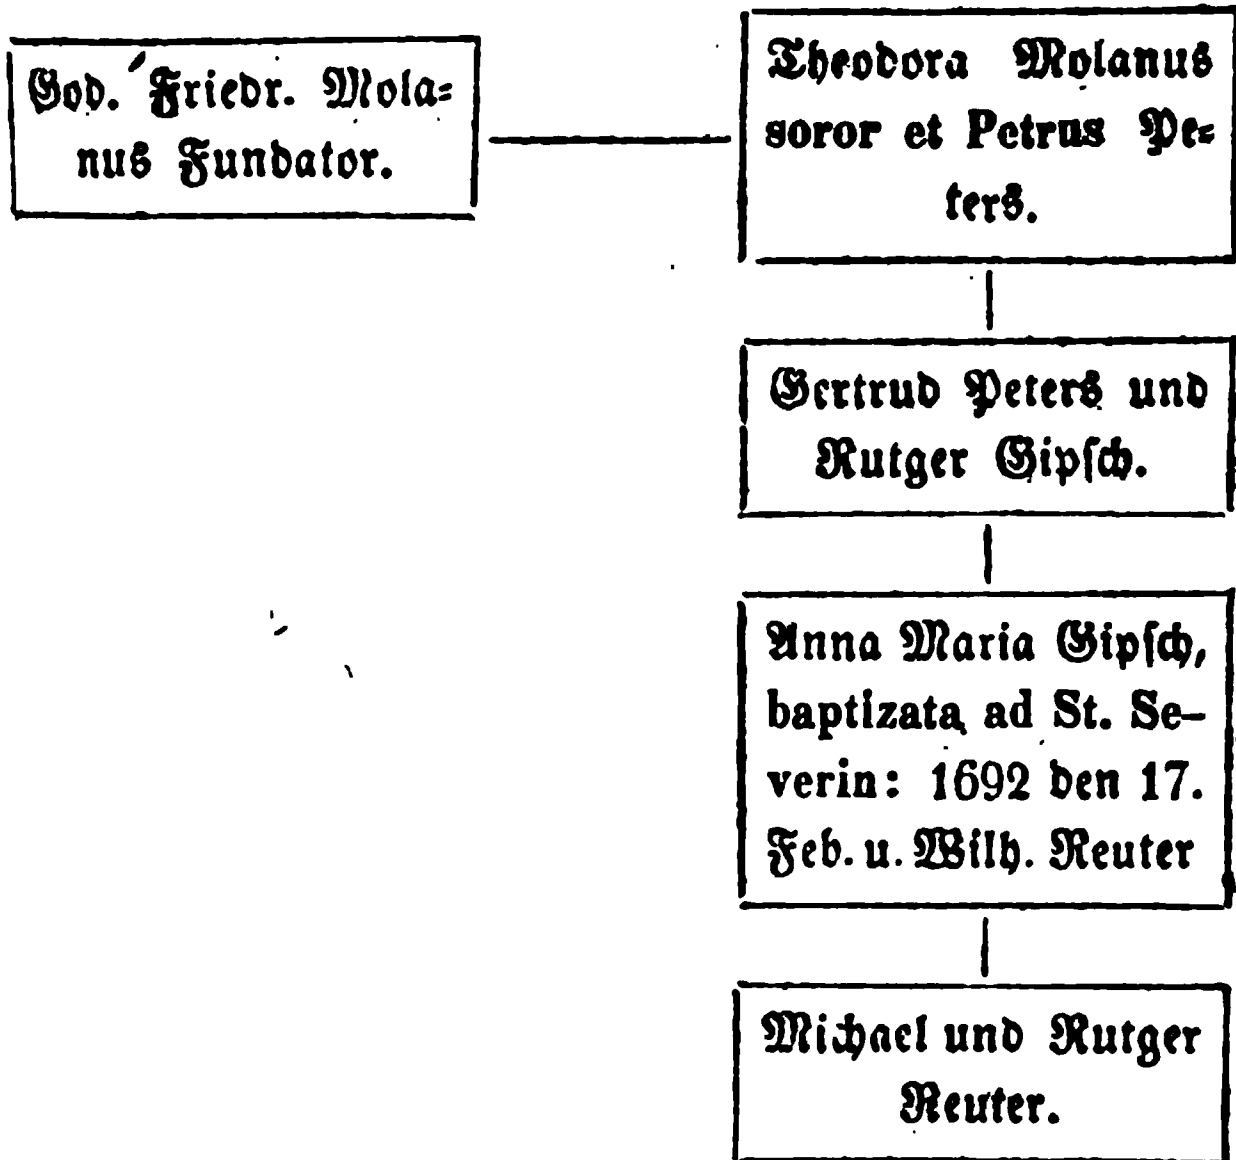 God. Friedr. Mola=
nus Fundator.
Theodora Molanus
soror et Petrus Pe=
ters.
Gertrud Peters und
Rutger Gipsch.
Anna Maria Gipsch,
baptizata ad St. Se-
verin: 1692 den 17.
Feb. u. Wilh. Reuter
Michael und Rutger
Reuter.